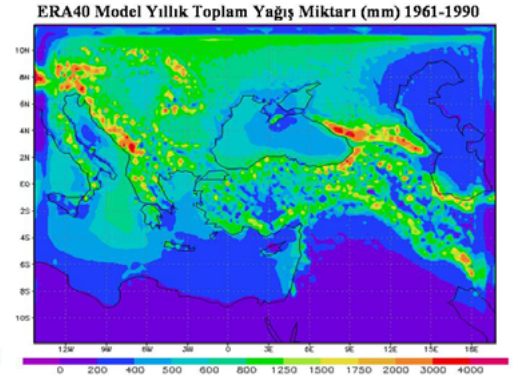 ERA40 Model Yıllık Toplam Yağış Miktarı (mm) 1961-1990
10N
8N
6N
4N
2N
E0
2S
4S
6S
8S
10S
12W 9W 6W 3W 0 3E 6E 9E 12E 15E 18E
0 200 400 500 600 800 1250 1500 1750 2000 3000 4000